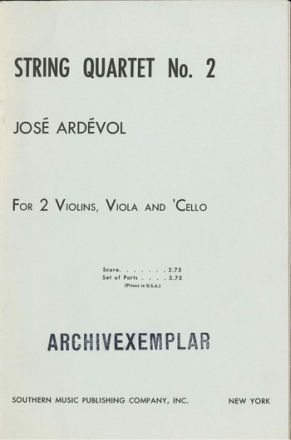 STRING QUARTET No. 2
JOSÉ ARDÉVOL
FOR 2 VIOLINS, VIOLA AND 'CELLO
Score. . . . . . . 2.75
Set of Parts . . . . 3.75
(Prices in U.S.A.)
ARCHIVEXEMPLAR
SOUTHERN MUSIC PUBLISHING COMPANY, INC. NEW YORK